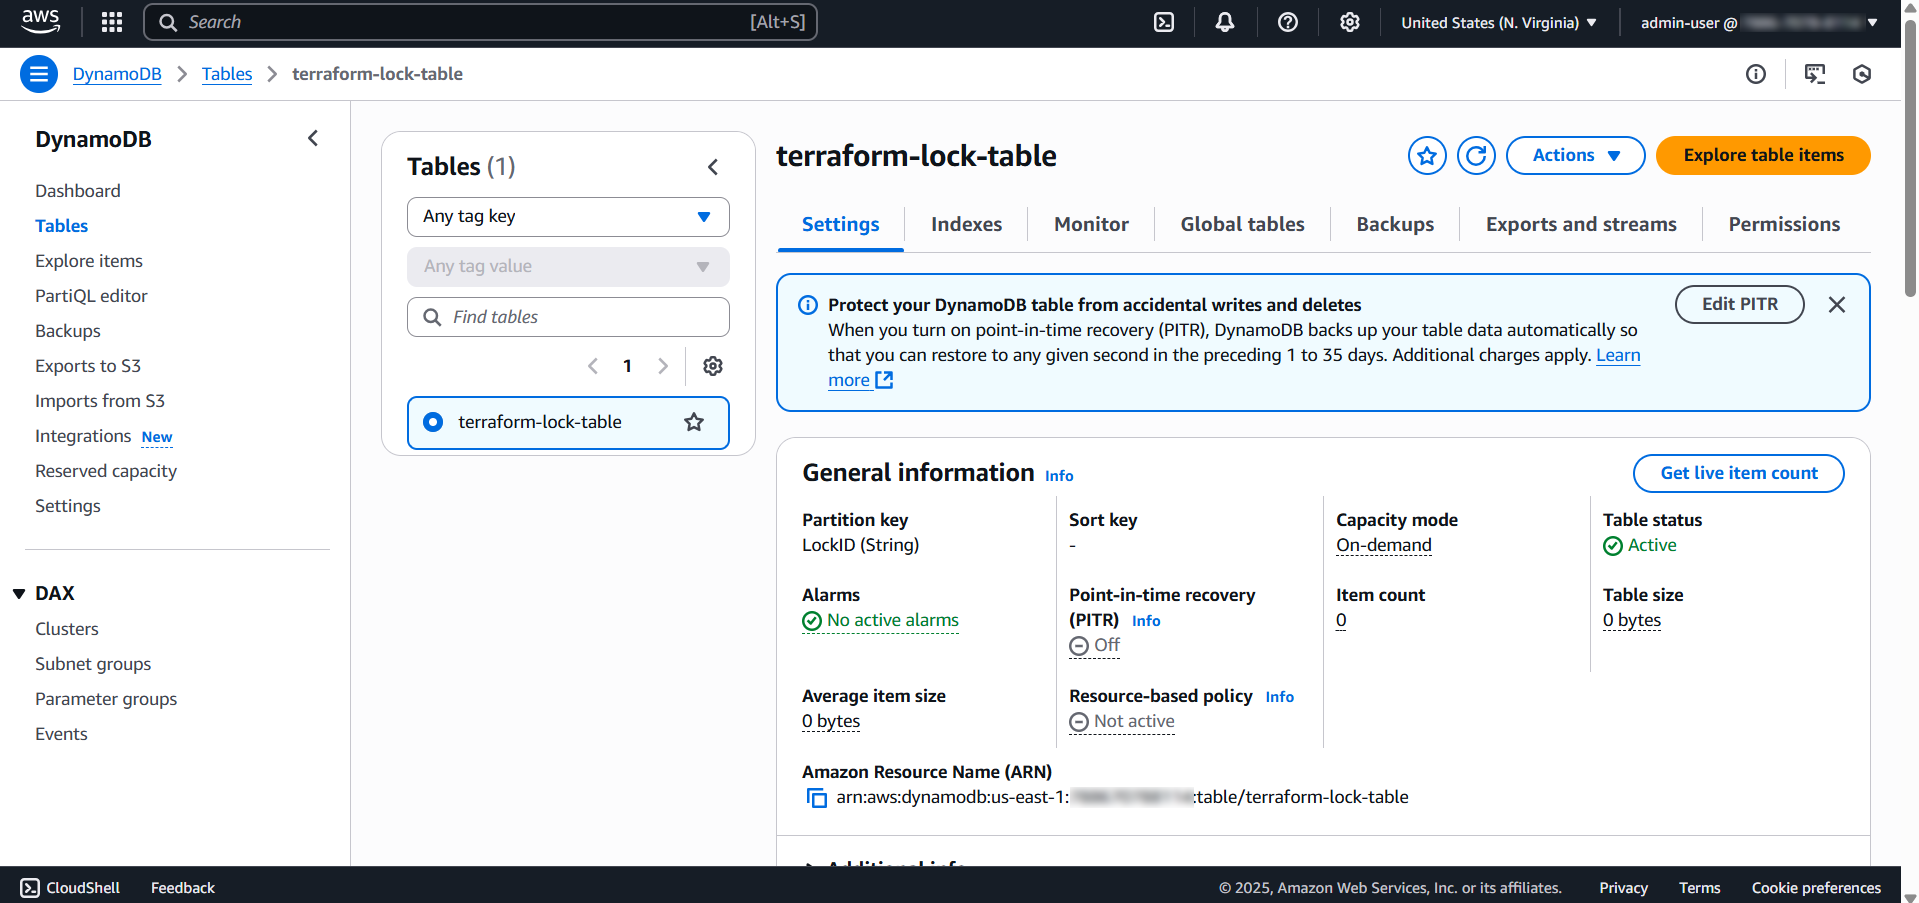 aws
Search
[Alt+S]
United States (N. Virginia)
admin-user @
DynamoDB
Tables
terraform-lock-table
DynamoDB
Dashboard
Tables
Explore items
PartiQL editor
Backups
Exports to S3
Imports from S3
Integrations New
Reserved capacity
Settings
DAX
Clusters
Subnet groups
Parameter groups
Events
Tables (1)
Any tag key
Any tag value
Find tables
1
terraform-lock-table
terraform-lock-table
Actions
Explore table items
Settings
Indexes
Monitor
Global tables
Backups
Exports and streams
Permissions
Protect your DynamoDB table from accidental writes and deletes
When you turn on point-in-time recovery (PITR), DynamoDB backs up your table data automatically so
that you can restore to any given second in the preceding 1 to 35 days. Additional charges apply. Learn
more
Edit PITR
General information Info
Get live item count
Partition key
LockID (String)
Sort key
-
Capacity mode
On-demand
Table status
Active
Alarms
No active alarms
Point-in-time recovery
(PITR) Info
Off
Item count
0
Table size
0 bytes
Average item size
0 bytes
Resource-based policy Info
Not active
Amazon Resource Name (ARN)
arn:aws:dynamodb:us-east-1: :table/terraform-lock-table
Additional info
CloudShell
Feedback
© 2025, Amazon Web Services, Inc. or its affiliates.
Privacy
Terms
Cookie preferences